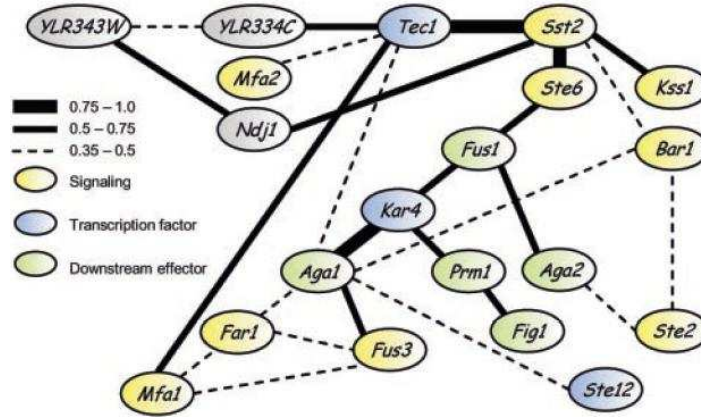 YLR343W YLR334C Tec1 Sst2
Mfa2 Ste6 Kss1
0.75 – 1.0
0.5 – 0.75
0.35 – 0.5
Ndj1
Fus1 Bar1
Signaling
Transcription factor
Kar4
Downstream effector
Aga1 Prm1 Aga2
Far1 Fus3 Fig1 Ste2
Mfa1 Ste12